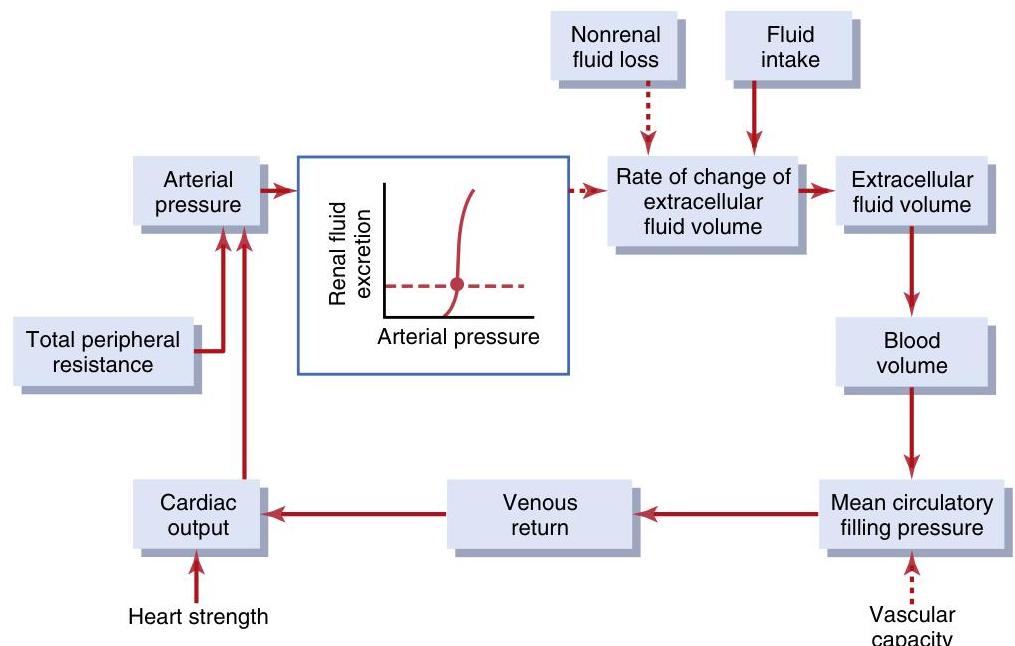 Nonrenal
fluid loss
Fluid
intake
Arterial
pressure
Renal fluid
excretion
Arterial pressure
Rate of change of
extracellular
fluid volume
Extracellular
fluid volume
Total peripheral
resistance
Blood
volume
Cardiac
output
Venous
return
Mean circulatory
filling pressure
Heart strength
Vascular
capacity